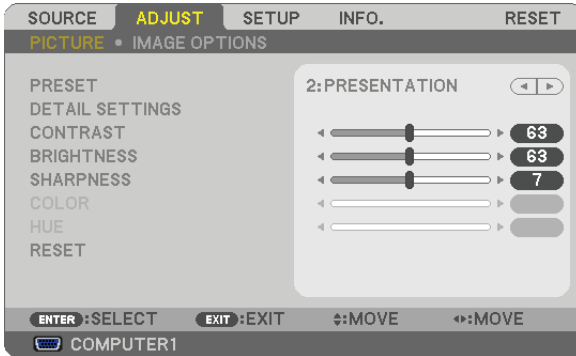 SOURCE ADJUST SETUP INFO. RESET
PICTURE • IMAGE OPTIONS
PRESET 2:PRESENTATION
DETAIL SETTINGS
CONTRAST 63
BRIGHTNESS 63
SHARPNESS 7
COLOR
HUE
RESET
ENTER :SELECT EXIT :EXIT :MOVE :MOVE
COMPUTER1